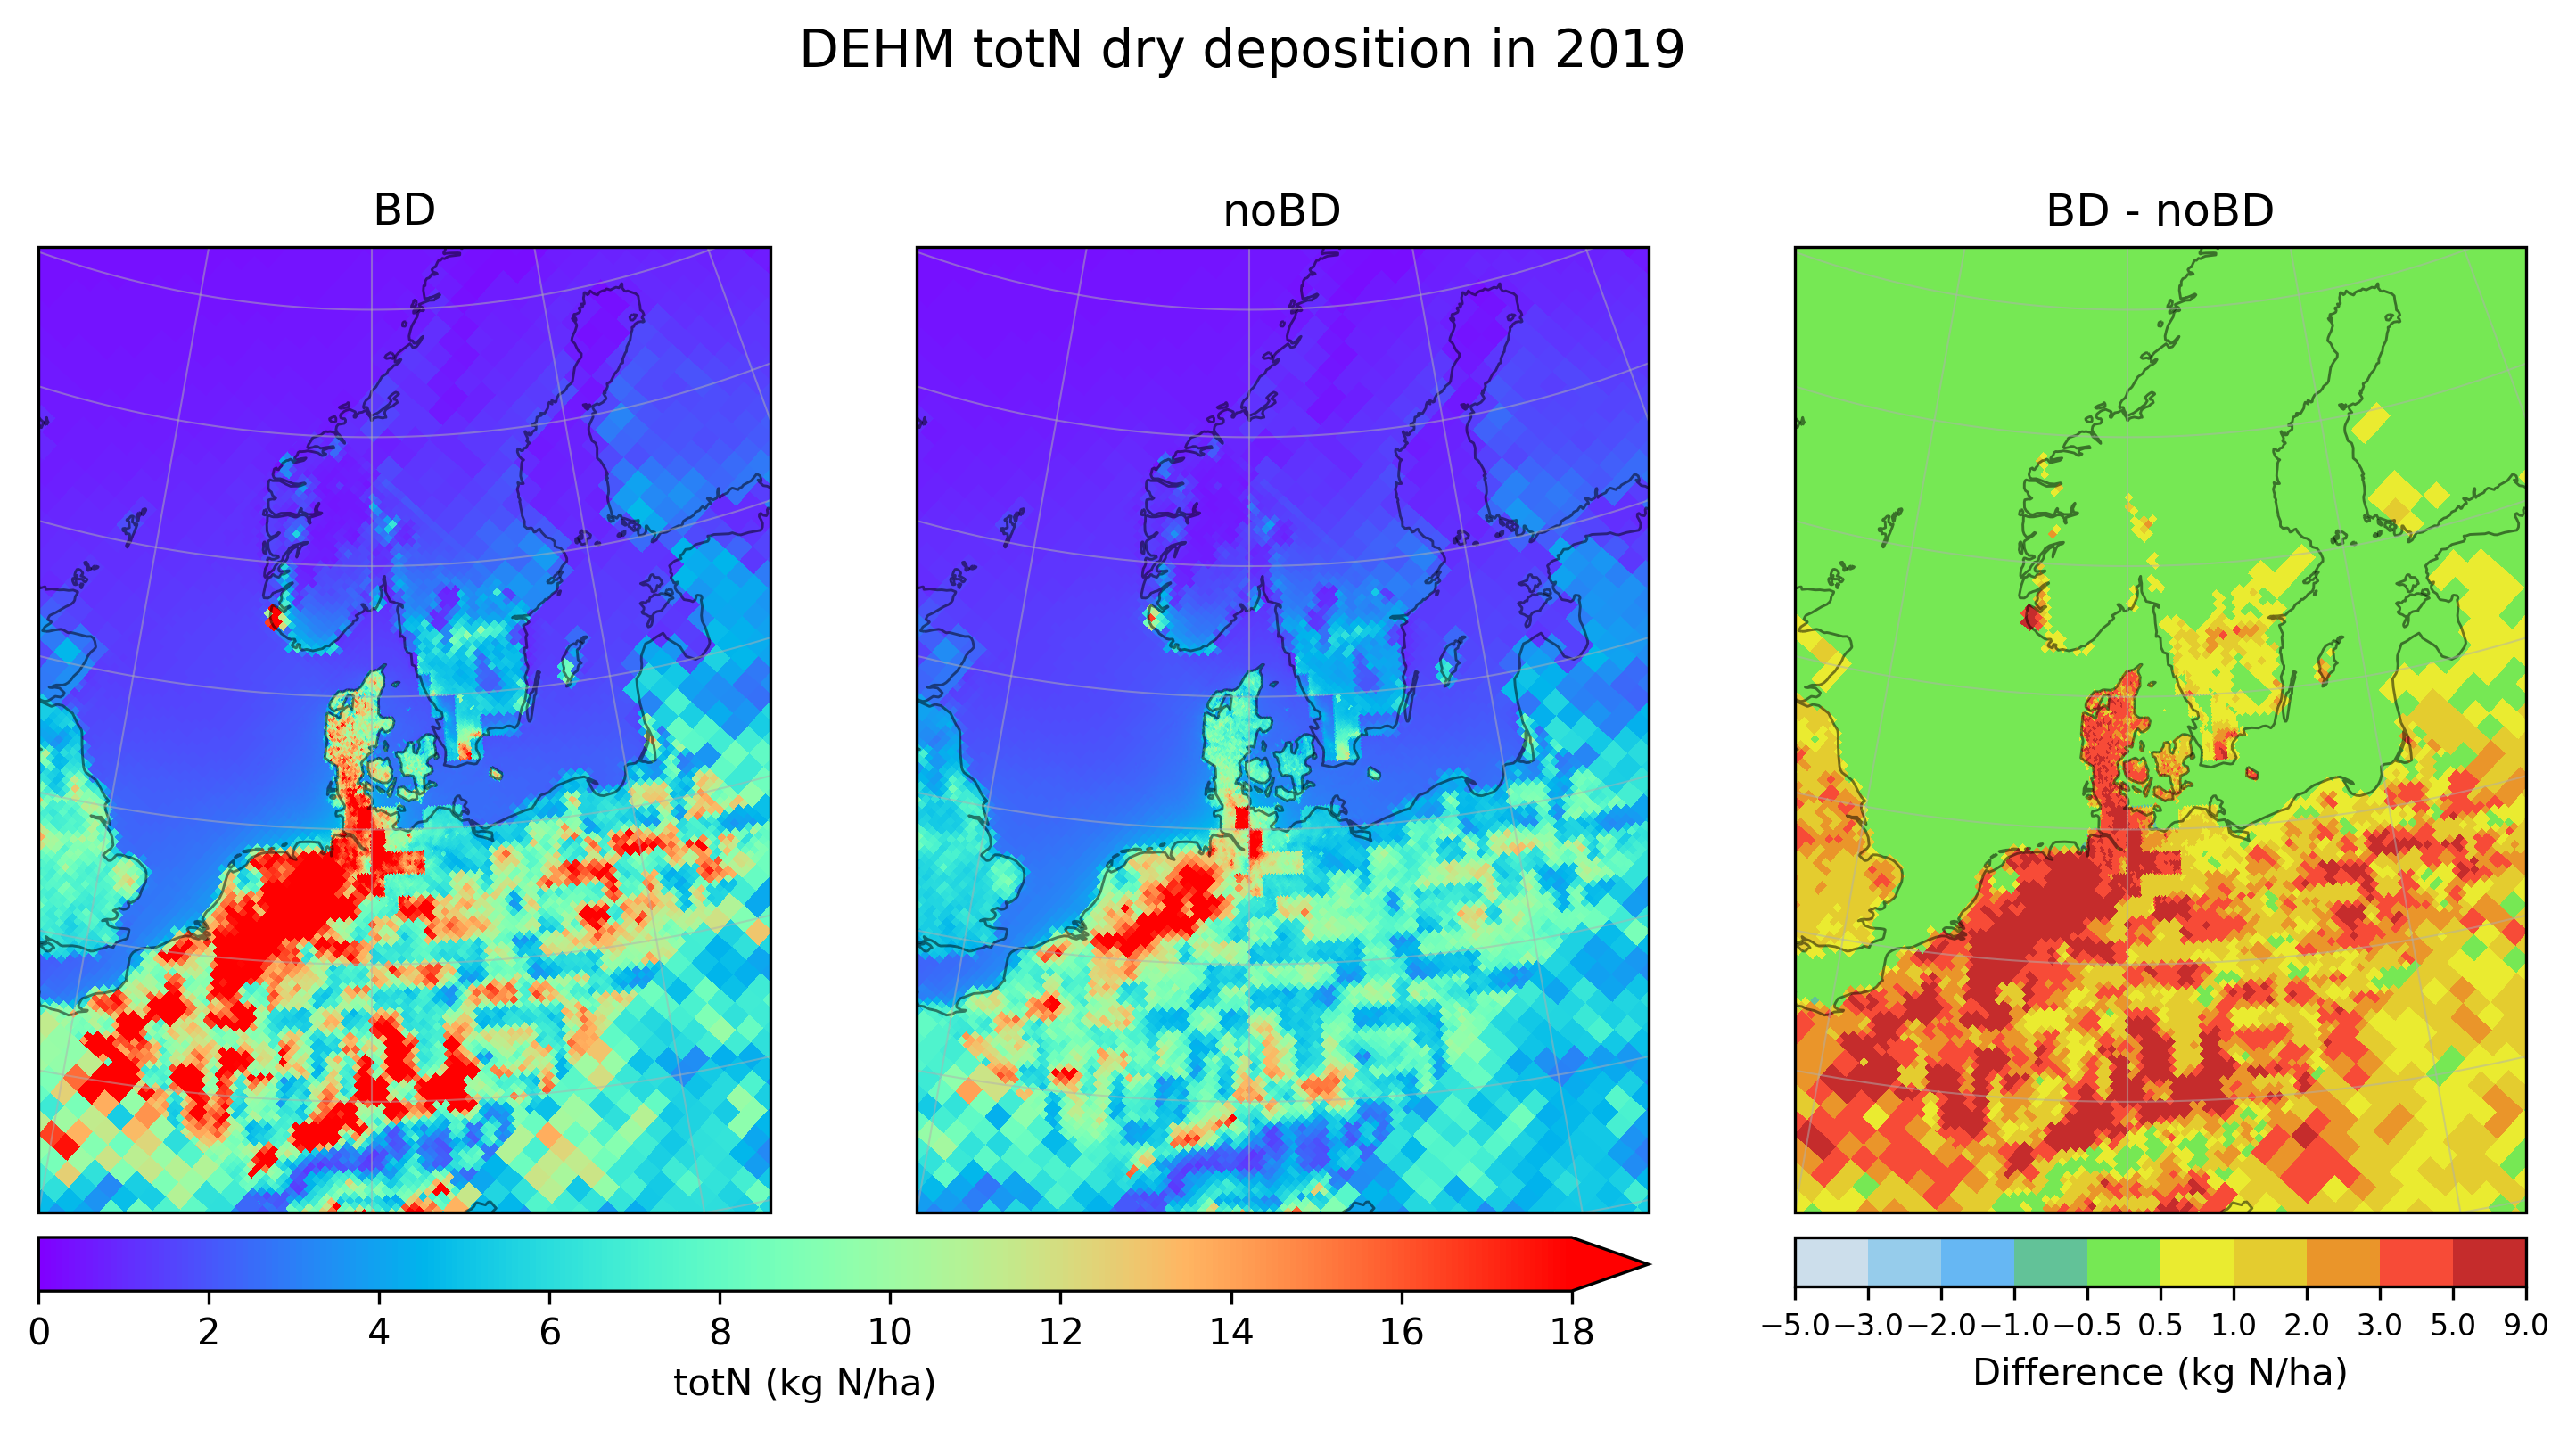 DEHM totN dry deposition in 2019
BD
noBD
BD - noBD
0 2 4 6 8 10 12 14 16 18
totN (kg N/ha)
−5.0 −3.0 −2.0 −1.0 −0.5 0.5 1.0 2.0 3.0 5.0 9.0
Difference (kg N/ha)